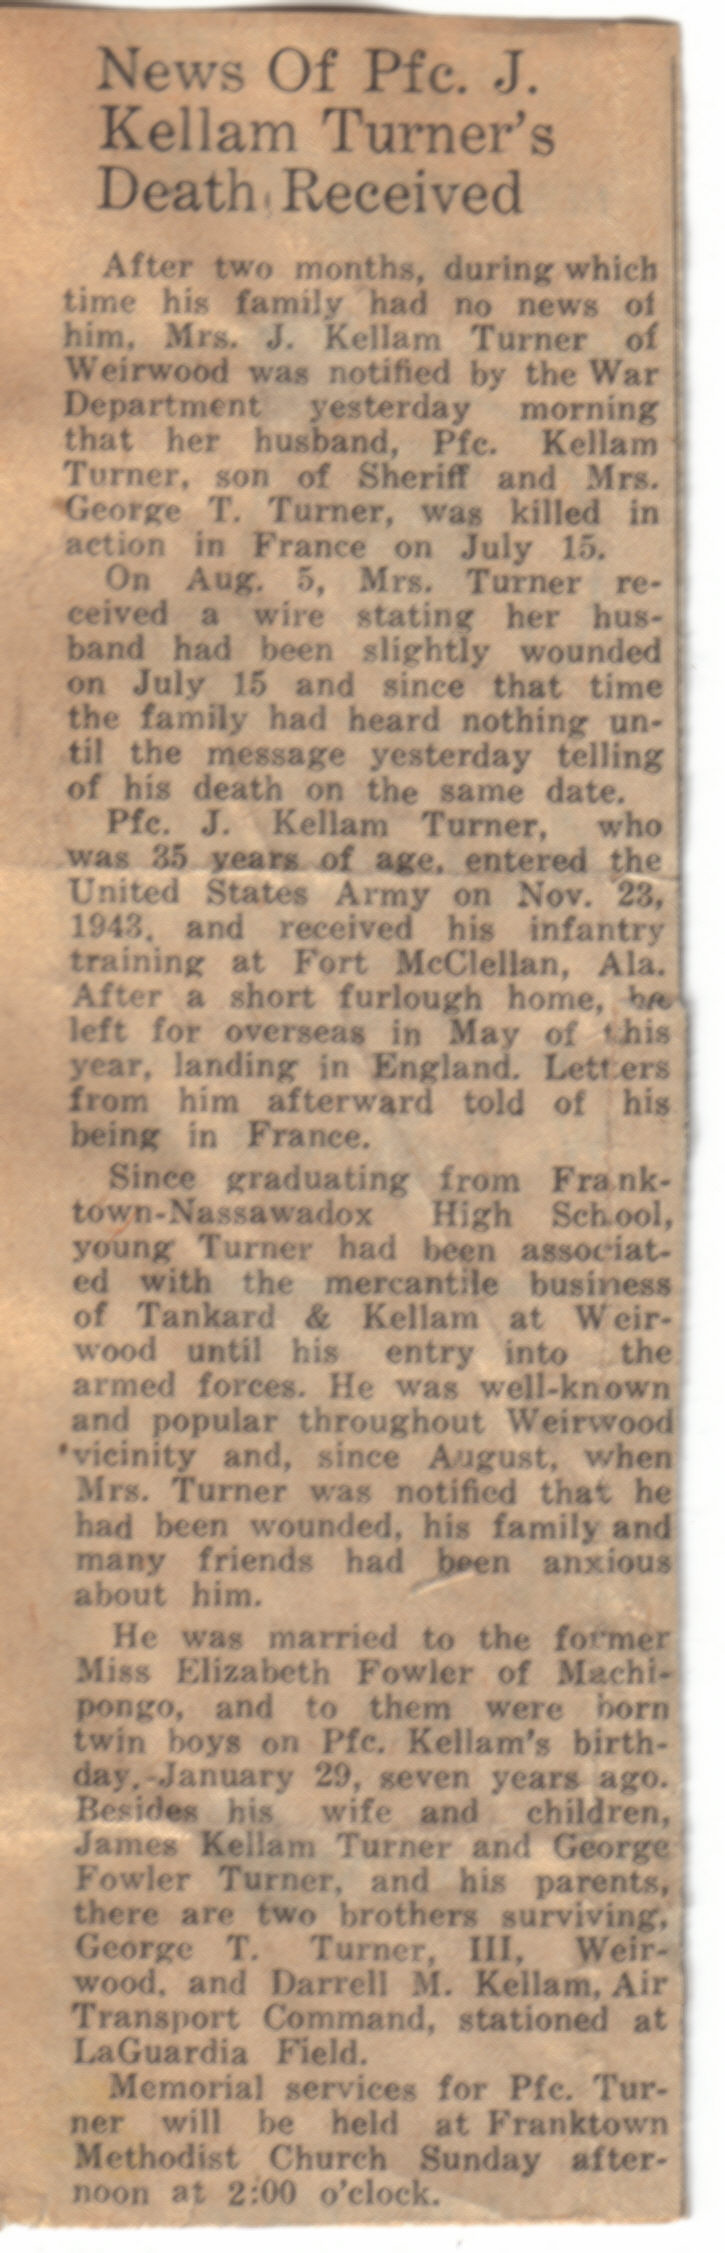 News Of Pfc. J.
Kellam Turner's
Death Received
After two months, during which
time his family had no news of
him, Mrs. J. Kellam Turner of
Weirwood was notified by the War
Department yesterday morning
that her husband, Pfc. Kellam
Turner, son of Sheriff and Mrs.
George T. Turner, was killed in
action in France on July 15.
On Aug. 5, Mrs. Turner re-
ceived a wire stating her hus-
band had been slightly wounded
on July 15 and since that time
the family had heard nothing un-
til the message yesterday telling
of his death on the same date.
Pfc. J. Kellam Turner, who
was 35 years of age, entered the
United States Army on Nov. 23,
1943, and received his infantry
training at Fort McClellan, Ala.
After a short furlough home, he
left for overseas in May of this
year, landing in England. Letters
from him afterward told of his
being in France.
Since graduating from Frank-
town-Nassawadox High School,
young Turner had been associat-
ed with the mercantile business
of Tankard & Kellam at Weir-
wood until his entry into the
armed forces. He was well-known
and popular throughout Weirwood
vicinity and, since August, when
Mrs. Turner was notified that he
had been wounded, his family and
many friends had been anxious
about him.
He was married to the former
Miss Elizabeth Fowler of Machi-
pongo, and to them were born
twin boys on Pfc. Kellam's birth-
day, January 29, seven years ago.
Besides his wife and children,
James Kellam Turner and George
Fowler Turner, and his parents,
there are two brothers surviving,
George T. Turner, III, Weir-
wood, and Darrell M. Kellam, Air
Transport Command, stationed at
LaGuardia Field.
Memorial services for Pfc. Tur-
ner will be held at Franktown
Methodist Church Sunday after-
noon at 2:00 o'clock.